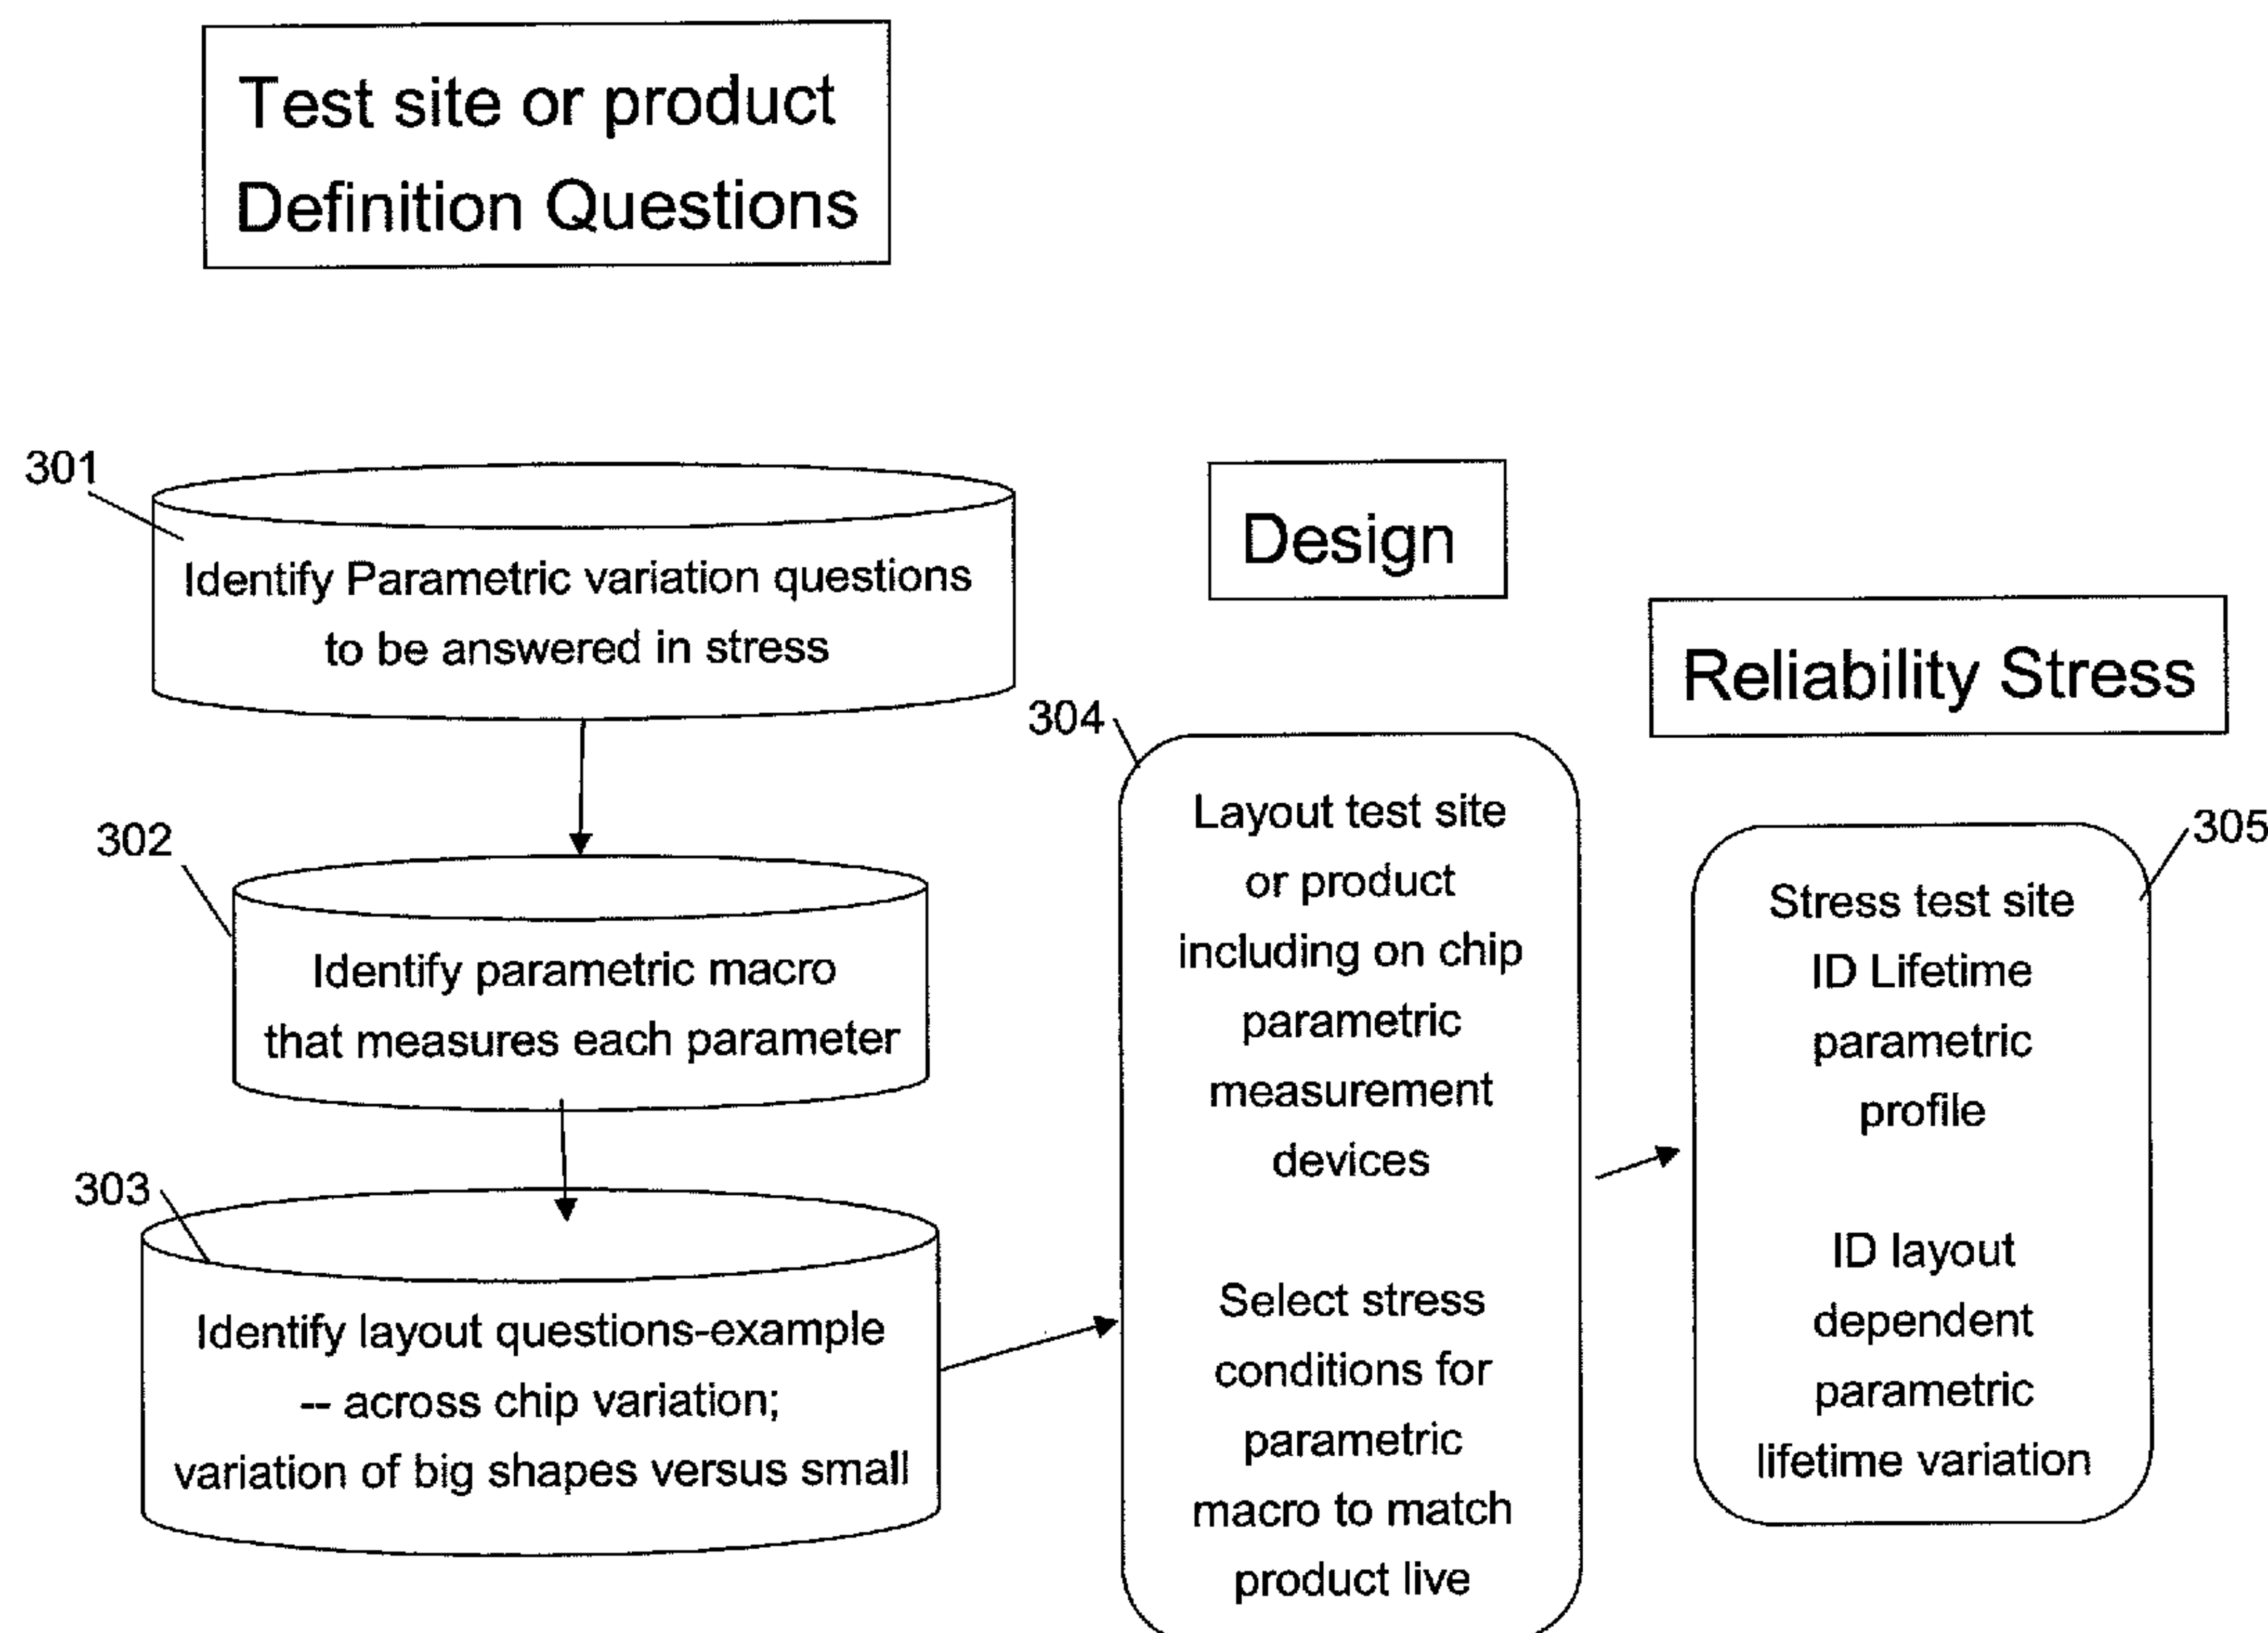 Test site or product
Definition Questions
301
Identify Parametric variation questions
to be answered in stress
302
Identify parametric macro
that measures each parameter
303
Identify layout questions-example
-- across chip variation;
variation of big shapes versus small
Design
304
Layout test site
or product
including on chip
parametric
measurement
devices
Select stress
conditions for
parametric
macro to match
product live
Reliability Stress
305
Stress test site
ID Lifetime
parametric
profile
ID layout
dependent
parametric
lifetime variation